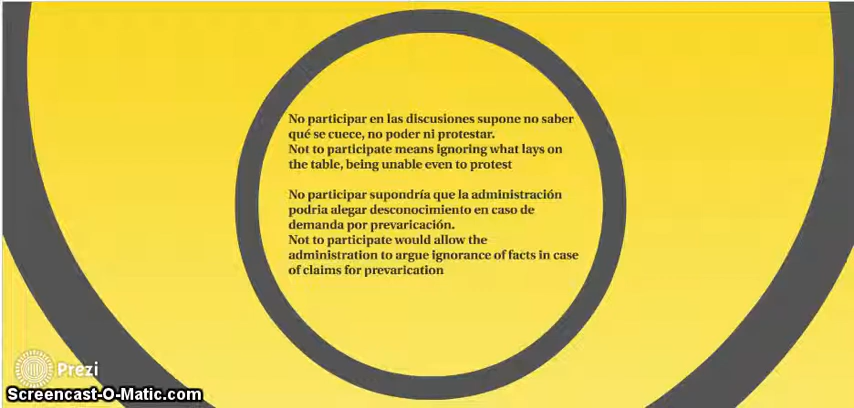 No participar en las discusiones supone no saber
qué se cuece, no poder ni protestar.
Not to participate means ignoring what lays on
the table, being unable even to protest
No participar supondría que la administración
podria alegar desconocimiento en caso de
demanda por prevaricación.
Not to participate would allow the
administration to argue ignorance of facts in case
of claims for prevarication
Prezi
Screencast-O-Matic.com